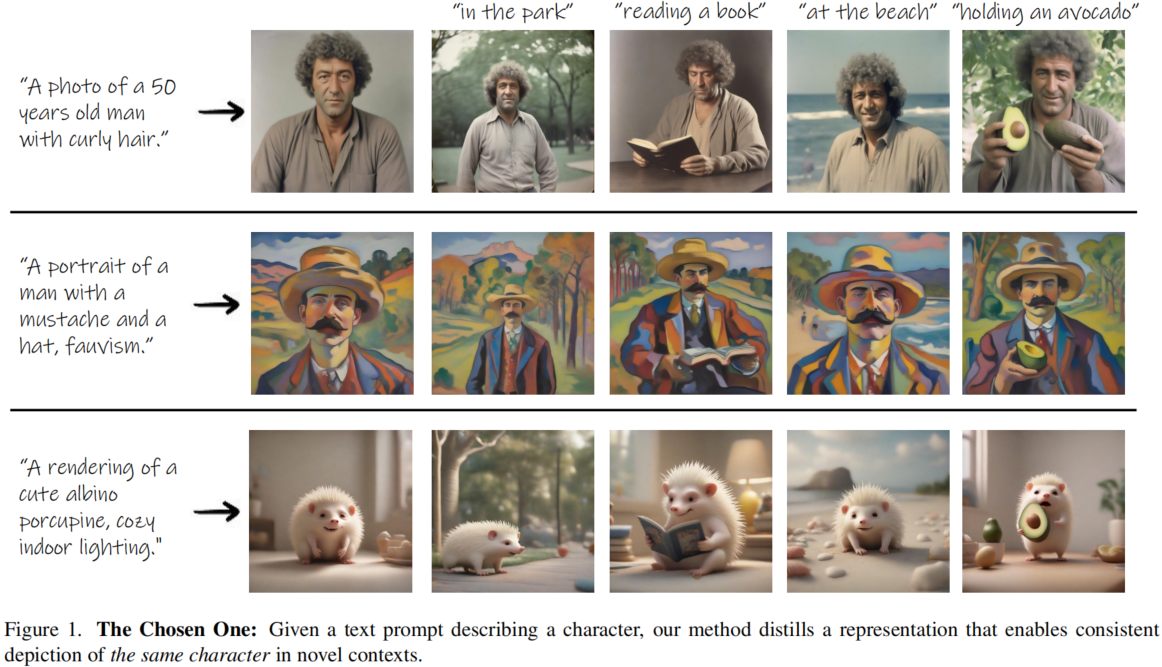 “in the park” “reading a book” “at the beach” “holding an avocado”
“A photo of a 50
years old man
with curly hair.”
“A portrait of a
man with a
mustache and a
hat, fauvism.”
“A rendering of a
cute albino
porcupine, cozy
indoor lighting."
Figure 1. The Chosen One: Given a text prompt describing a character, our method distills a representation that enables consistent
depiction of the same character in novel contexts.